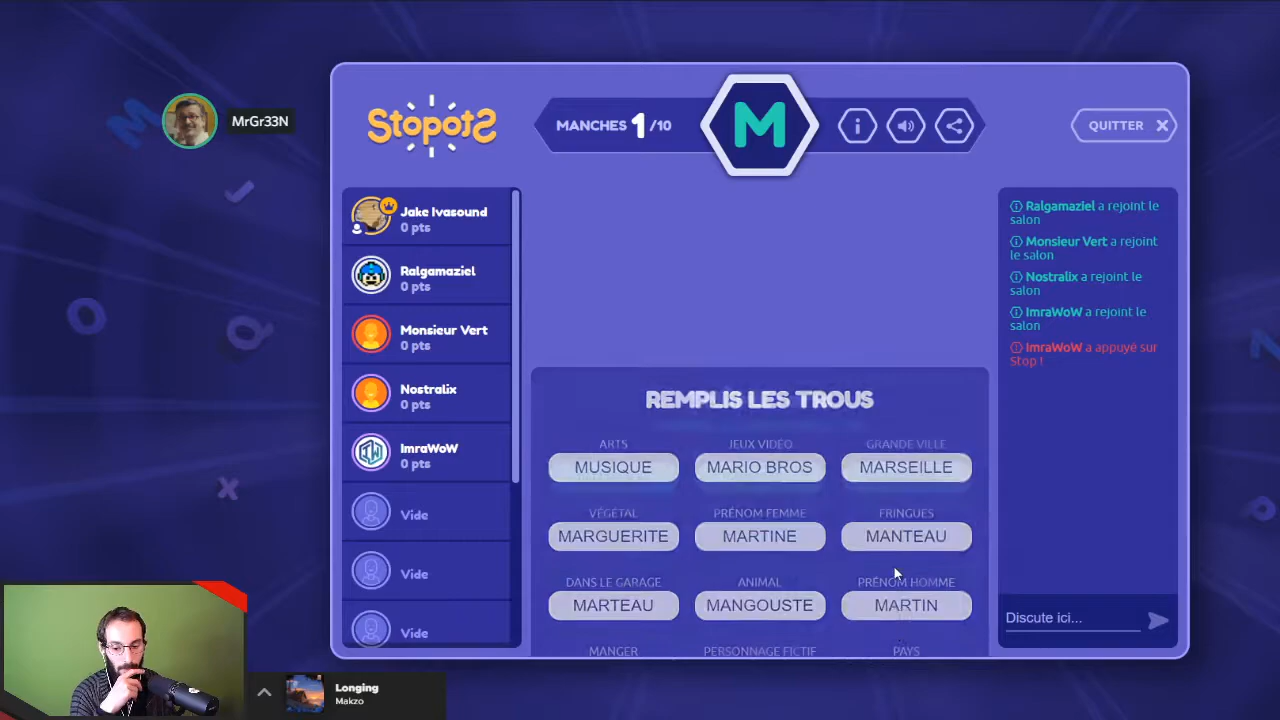 MrGr33N
StopotS
MANCHES 1/10
M
i
QUITTER X
Jake Ivasound
0 pts
Ralgamaziel
0 pts
Monsieur Vert
0 pts
Nostralix
0 pts
ImraWoW
0 pts
Vide
Vide
Vide
REMPLIS LES TROUS
ARTS
MUSIQUE
JEUX VIDÉO
MARIO BROS
GRANDE VILLE
MARSEILLE
VÉGÉTAL
MARGUERITE
PRÉNOM FEMME
MARTINE
FRINGUES
MANTEAU
DANS LE GARAGE
MARTEAU
ANIMAL
MANGOUSTE
PRÉNOM HOMME
MARTIN
MANGER
PERSONNAGE FICTIF
PAYS
Ralgamaziel a rejoint le
salon
Monsieur Vert a rejoint
le salon
Nostralix a rejoint le
salon
ImraWoW a rejoint le
salon
ImraWoW a appuyé sur
Stop !
Discute ici...
Longing
Makzo